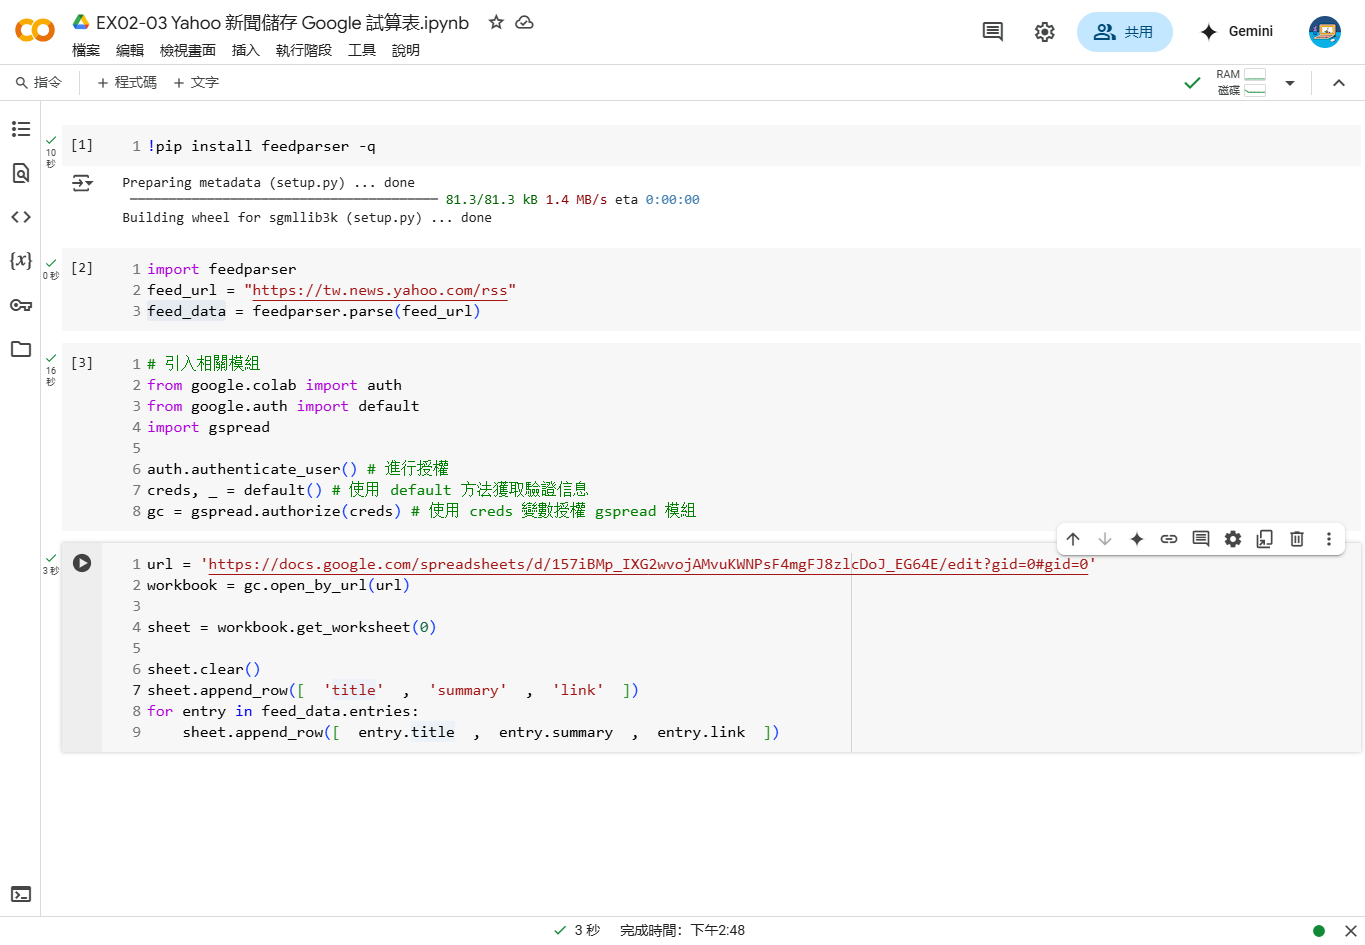 EX02-03 Yahoo 新聞儲存 Google 試算表.ipynb
檔案 編輯 檢視畫面 插入 執行階段 工具 說明
共用
Gemini
指令 + 程式碼 + 文字
RAM
磁碟
10 秒
[1]
1 !pip install feedparser -q
Preparing metadata (setup.py) ... done
81.3/81.3 kB 1.4 MB/s eta 0:00:00
Building wheel for sgmllib3k (setup.py) ... done
0 秒
[2]
1 import feedparser
2 feed_url = "https://tw.news.yahoo.com/rss"
3 feed_data = feedparser.parse(feed_url)
16 秒
[3]
1 # 引入相關模組
2 from google.colab import auth
3 from google.auth import default
4 import gspread
5
6 auth.authenticate_user() # 進行授權
7 creds, _ = default() # 使用 default 方法獲取驗證信息
8 gc = gspread.authorize(creds) # 使用 creds 變數授權 gspread 模組
3 秒
1 url = 'https://docs.google.com/spreadsheets/d/157iBMp_IXG2wvojAMvuKWNPsF4mgFJ8zlcDoJ_EG64E/edit?gid=0#gid=0'
2 workbook = gc.open_by_url(url)
3
4 sheet = workbook.get_worksheet(0)
5
6 sheet.clear()
7 sheet.append_row([  'title'  ,  'summary'  ,  'link'  ])
8 for entry in feed_data.entries:
9     sheet.append_row([  entry.title  ,  entry.summary  ,  entry.link  ])
3 秒 完成時間: 下午2:48